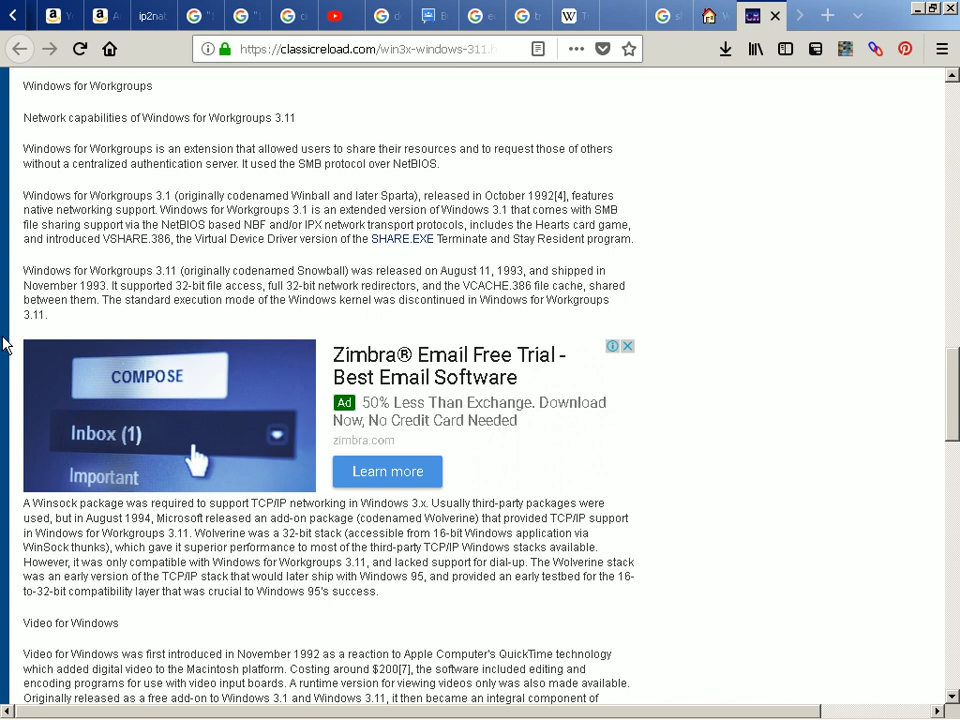 ip2nat
https://classicreload.com/win3x-windows-311.h
Windows for Workgroups
Network capabilities of Windows for Workgroups 3.11
Windows for Workgroups is an extension that allowed users to share their resources and to request those of others
without a centralized authentication server. It used the SMB protocol over NetBIOS.
Windows for Workgroups 3.1 (originally codenamed Winball and later Sparta), released in October 1992[4], features
native networking support. Windows for Workgroups 3.1 is an extended version of Windows 3.1 that comes with SMB
file sharing support via the NetBIOS based NBF and/or IPX network transport protocols, includes the Hearts card game,
and introduced VSHARE.386, the Virtual Device Driver version of the SHARE.EXE Terminate and Stay Resident program.
Windows for Workgroups 3.11 (originally codenamed Snowball) was released on August 11, 1993, and shipped in
November 1993. It supported 32-bit file access, full 32-bit network redirectors, and the VCACHE.386 file cache, shared
between them. The standard execution mode of the Windows kernel was discontinued in Windows for Workgroups
3.11.
COMPOSE
Inbox (1)
Important
Zimbra® Email Free Trial -
Best Email Software
Ad 50% Less Than Exchange. Download
Now, No Credit Card Needed
zimbra.com
Learn more
A Winsock package was required to support TCP/IP networking in Windows 3.x. Usually third-party packages were
used, but in August 1994, Microsoft released an add-on package (codenamed Wolverine) that provided TCP/IP support
in Windows for Workgroups 3.11. Wolverine was a 32-bit stack (accessible from 16-bit Windows application via
WinSock thunks), which gave it superior performance to most of the third-party TCP/IP Windows stacks available.
However, it was only compatible with Windows for Workgroups 3.11, and lacked support for dial-up. The Wolverine stack
was an early version of the TCP/IP stack that would later ship with Windows 95, and provided an early testbed for the 16-
to-32-bit compatibility layer that was crucial to Windows 95's success.
Video for Windows
Video for Windows was first introduced in November 1992 as a reaction to Apple Computer's QuickTime technology
which added digital video to the Macintosh platform. Costing around $200[7], the software included editing and
encoding programs for use with video input boards. A runtime version for viewing videos only was also made available.
Originally released as a free add-on to Windows 3.1 and Windows 3.11, it then became an integral component of